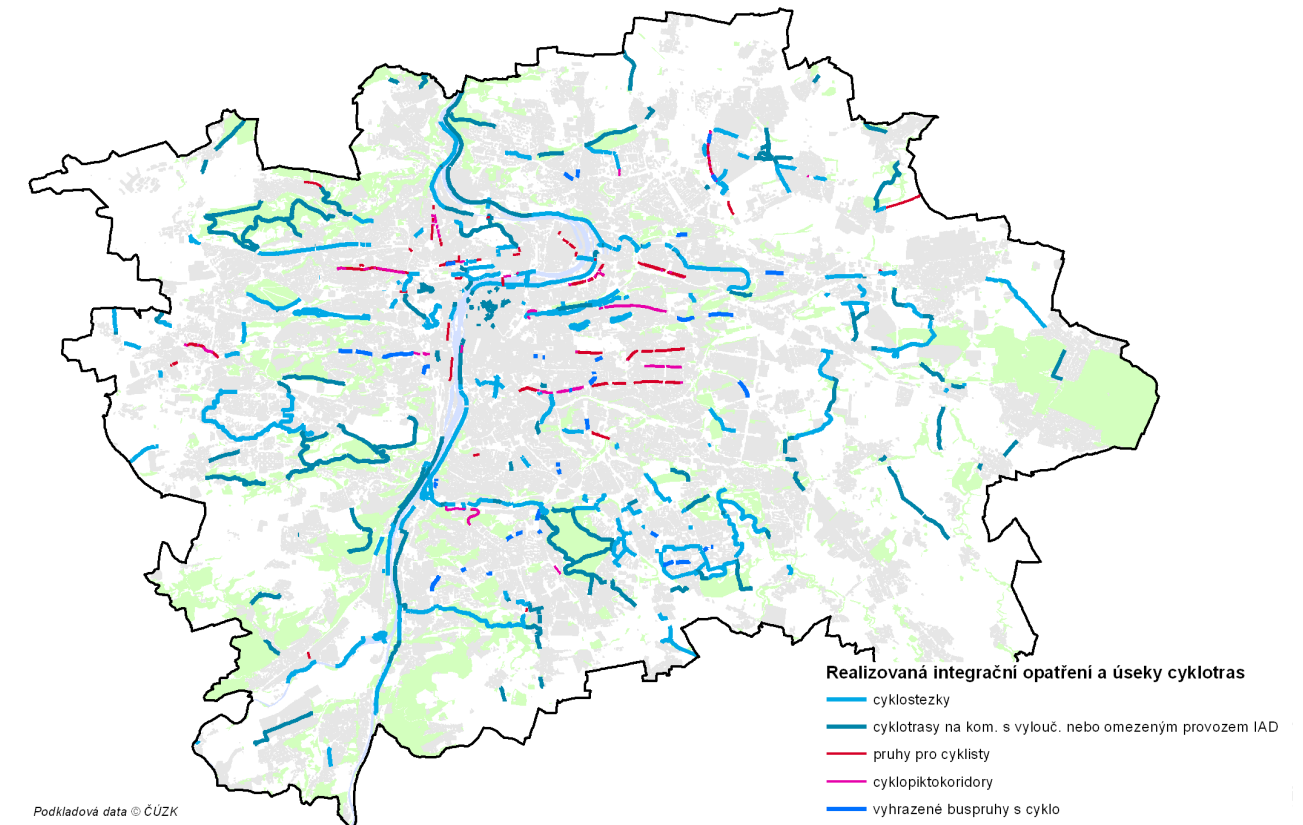 Realizovaná integrační opatření a úseky cyklotras
cyklostezky
cyklotrasy na kom. s vylouč. nebo omezeným provozem IAD
pruhy pro cyklisty
cyklopiktokoridory
vyhrazené buspruhy s cyklo
Podkladová data © ČÚZK